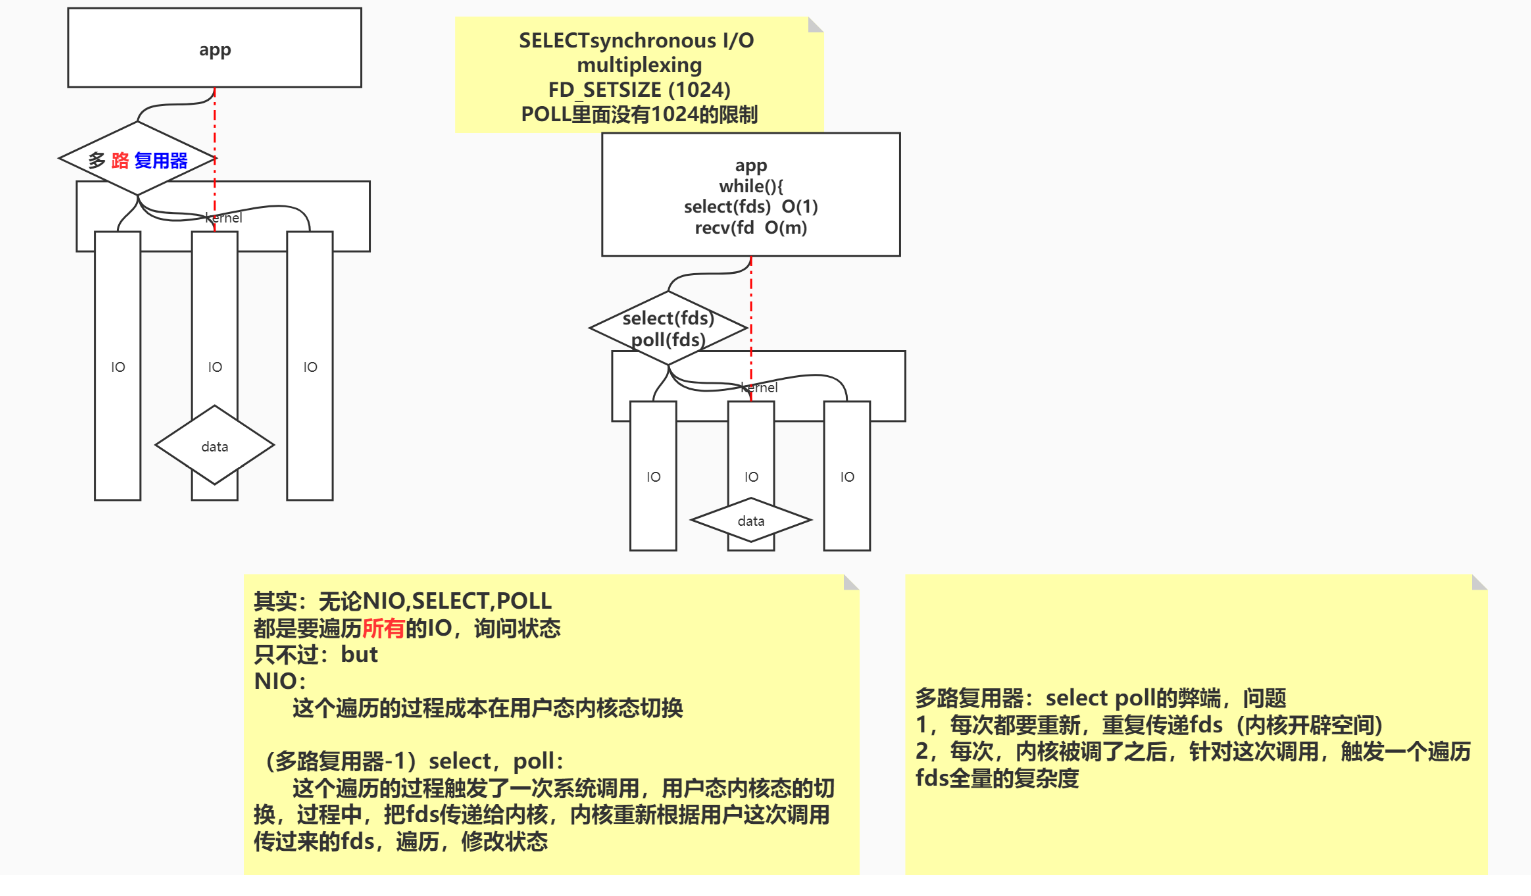 app
多 路 复用器
kernel
IO
IO
IO
data
SELECTsynchronous I/O
multiplexing
FD_SETSIZE (1024)
POLL里面没有1024的限制
app
while(){
select(fds)  O(1)
recv(fd  O(m)
select(fds)
poll(fds)
kernel
IO
IO
IO
data
其实：无论NIO,SELECT,POLL
都是要遍历所有的IO，询问状态
只不过：but
NIO：
这个遍历的过程成本在用户态内核态切换
（多路复用器-1）select，poll：
这个遍历的过程触发了一次系统调用，用户态内核态的切
换，过程中，把fds传递给内核，内核重新根据用户这次调用
传过来的fds，遍历，修改状态
多路复用器：select poll的弊端，问题
1，每次都要重新，重复传递fds（内核开辟空间）
2，每次，内核被调了之后，针对这次调用，触发一个遍历
fds全量的复杂度